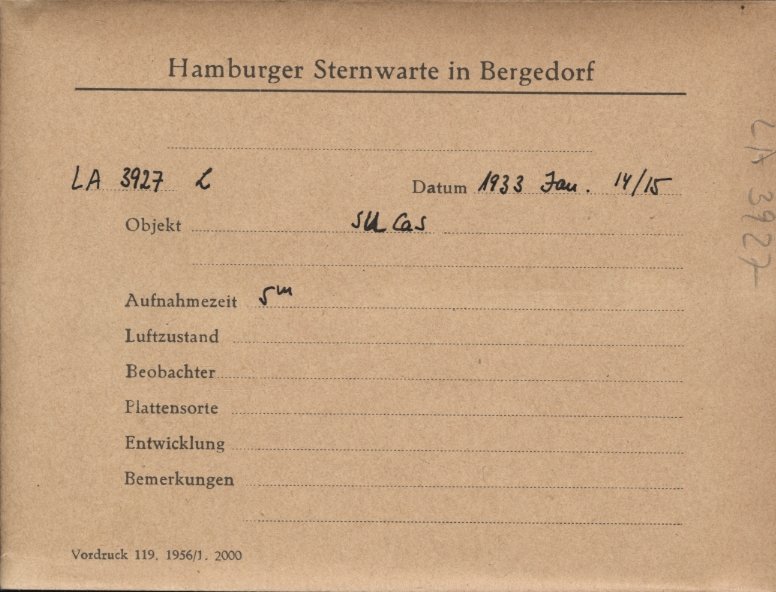 Hamburger Sternwarte in Bergedorf
LA 3927 L Datum 1933 Jan. 14/15
Objekt SU Cas
Aufnahmezeit 5m
Luftzustand
Beobachter
Plattensorte
Entwicklung
Bemerkungen
Vordruck 119, 1956/1, 2000
LA 3927